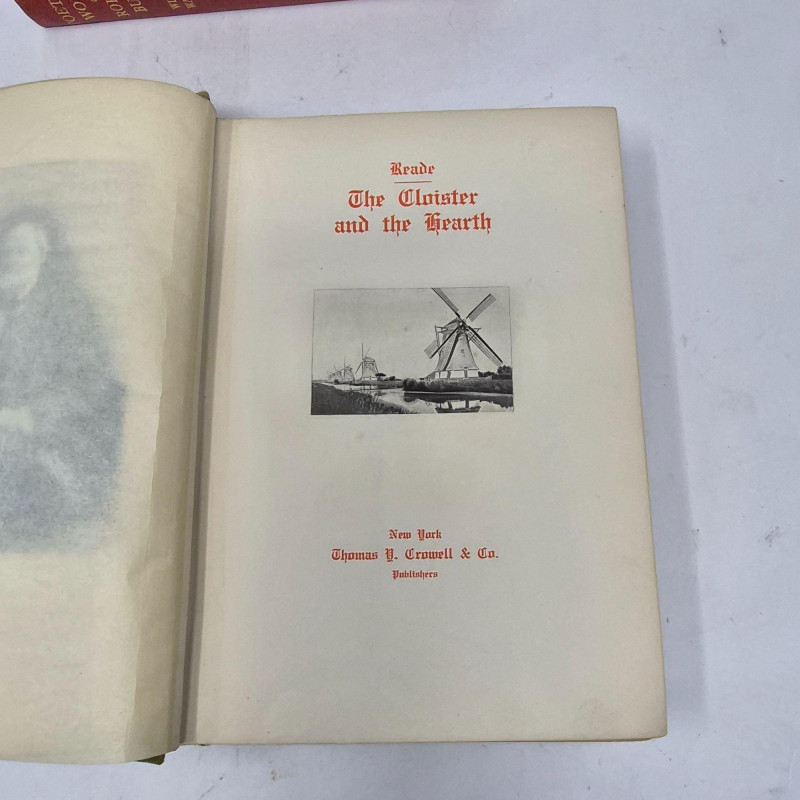 Reade
The Cloister
and the Hearth
New York
Thomas Y. Crowell & Co.
Publishers